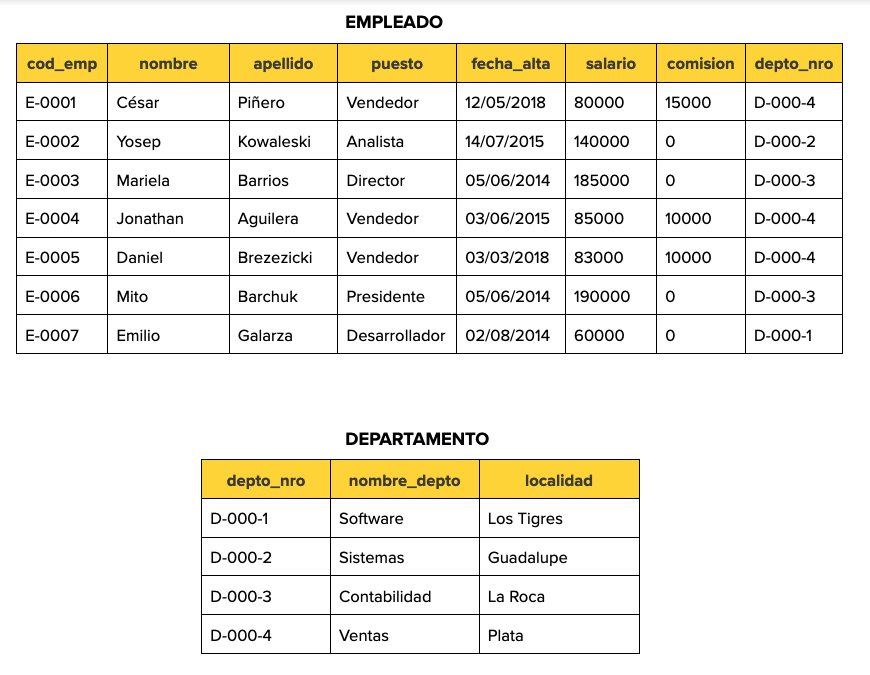 EMPLEADO
cod_emp nombre apellido puesto fecha_alta salario comision depto_nro
E-0001 César Piñero Vendedor 12/05/2018 80000 15000 D-000-4
E-0002 Yosep Kowaleski Analista 14/07/2015 140000 0 D-000-2
E-0003 Mariela Barrios Director 05/06/2014 185000 0 D-000-3
E-0004 Jonathan Aguilera Vendedor 03/06/2015 85000 10000 D-000-4
E-0005 Daniel Brezezicki Vendedor 03/03/2018 83000 10000 D-000-4
E-0006 Mito Barchuk Presidente 05/06/2014 190000 0 D-000-3
E-0007 Emilio Galarza Desarrollador 02/08/2014 60000 0 D-000-1
DEPARTAMENTO
depto_nro nombre_depto localidad
D-000-1 Software Los Tigres
D-000-2 Sistemas Guadalupe
D-000-3 Contabilidad La Roca
D-000-4 Ventas Plata